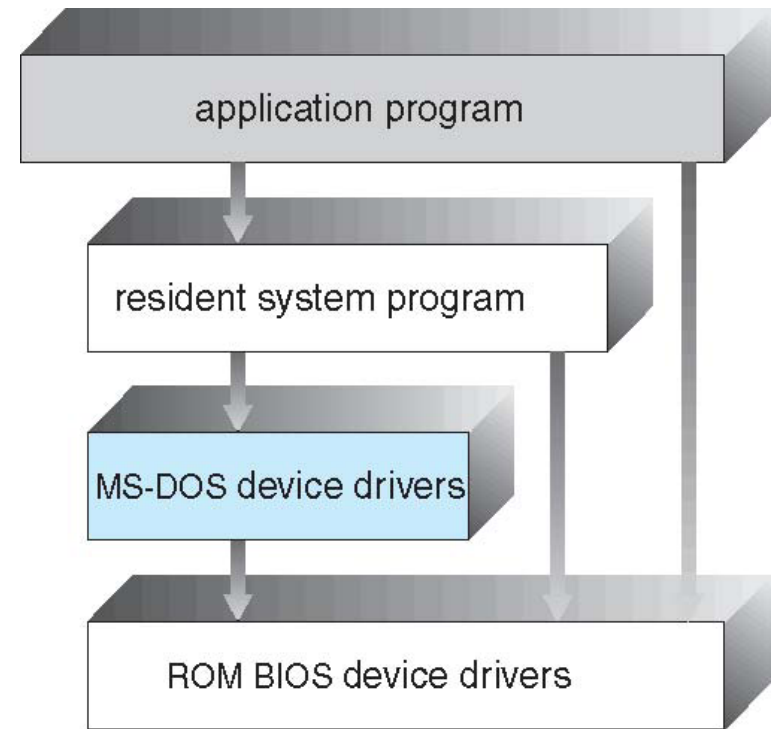 application program
resident system program
MS-DOS device drivers
ROM BIOS device drivers